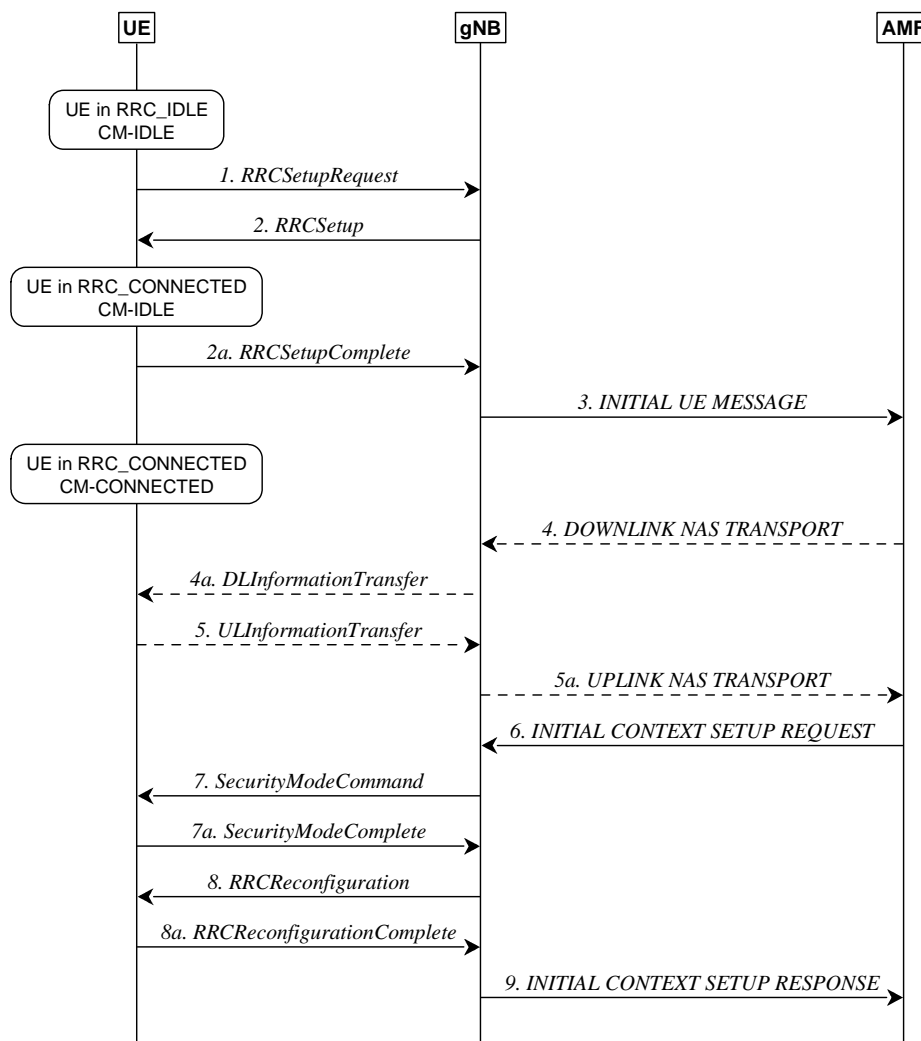 UE
gNB
AMF
UE in RRC_IDLE
CM-IDLE
1. RRCSetupRequest
2. RRCSetup
UE in RRC_CONNECTED
CM-IDLE
2a. RRCSetupComplete
3. INITIAL UE MESSAGE
UE in RRC_CONNECTED
CM-CONNECTED
4. DOWNLINK NAS TRANSPORT
4a. DLInformationTransfer
5. ULInformationTransfer
5a. UPLINK NAS TRANSPORT
6. INITIAL CONTEXT SETUP REQUEST
7. SecurityModeCommand
7a. SecurityModeComplete
8. RRCReconfiguration
8a. RRCReconfigurationComplete
9. INITIAL CONTEXT SETUP RESPONSE